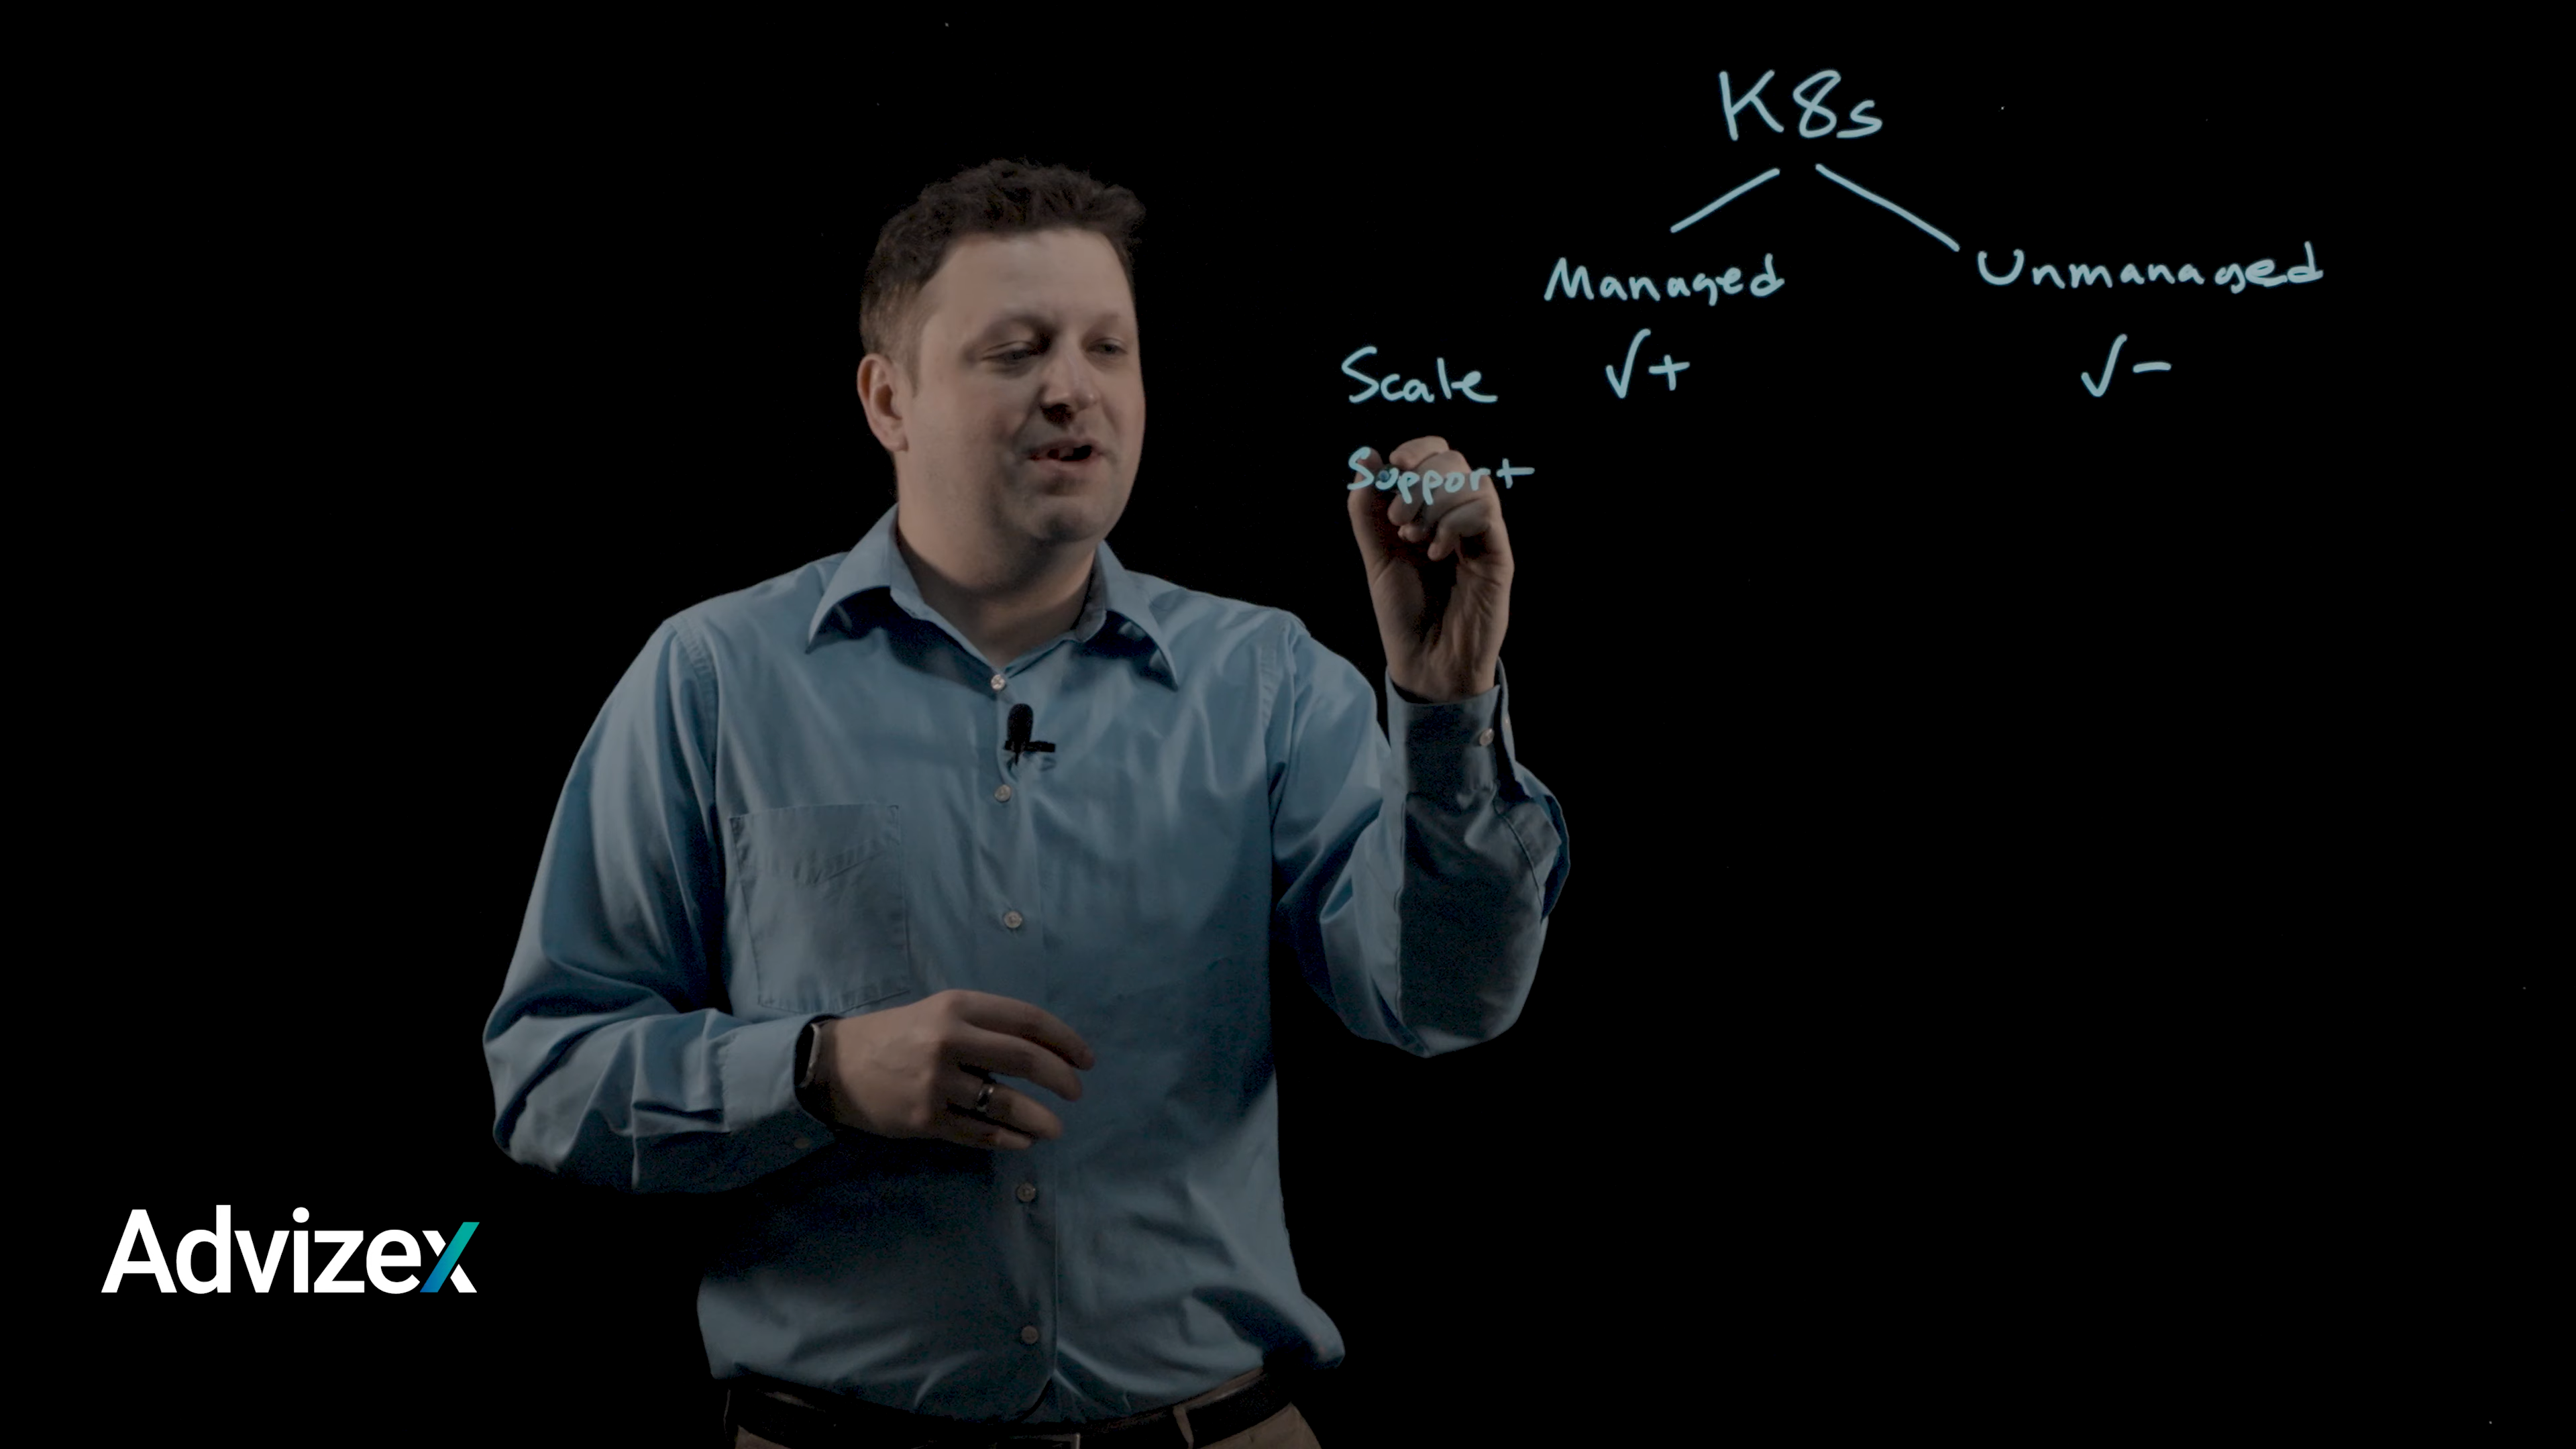 K8s
Managed Unmanaged
Scale √+ √-
Support
Advizex